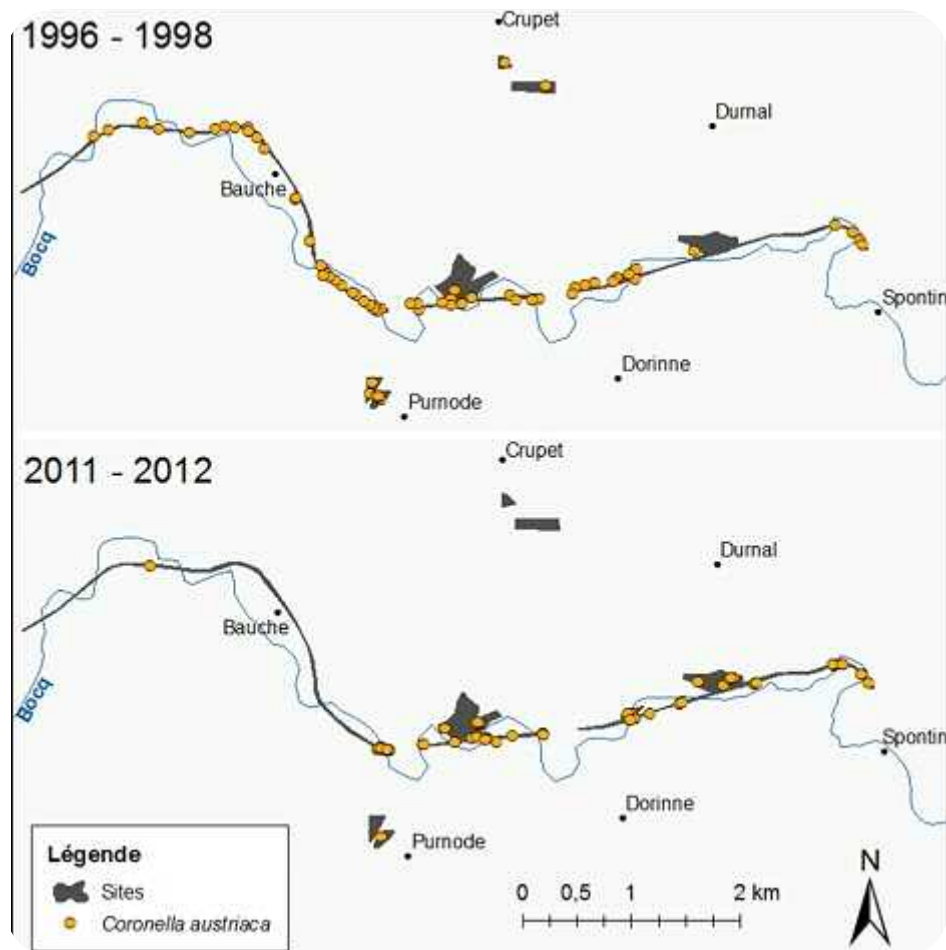 1996 - 1998
Crupet
Durnal
Bauche
Bocq
Spontin
Dorinne
Purnode
2011 - 2012
Crupet
Durnal
Bauche
Bocq
Spontin
Dorinne
Purnode
Légende
Sites
Coronella austriaca
0 0,5 1 2 km
N